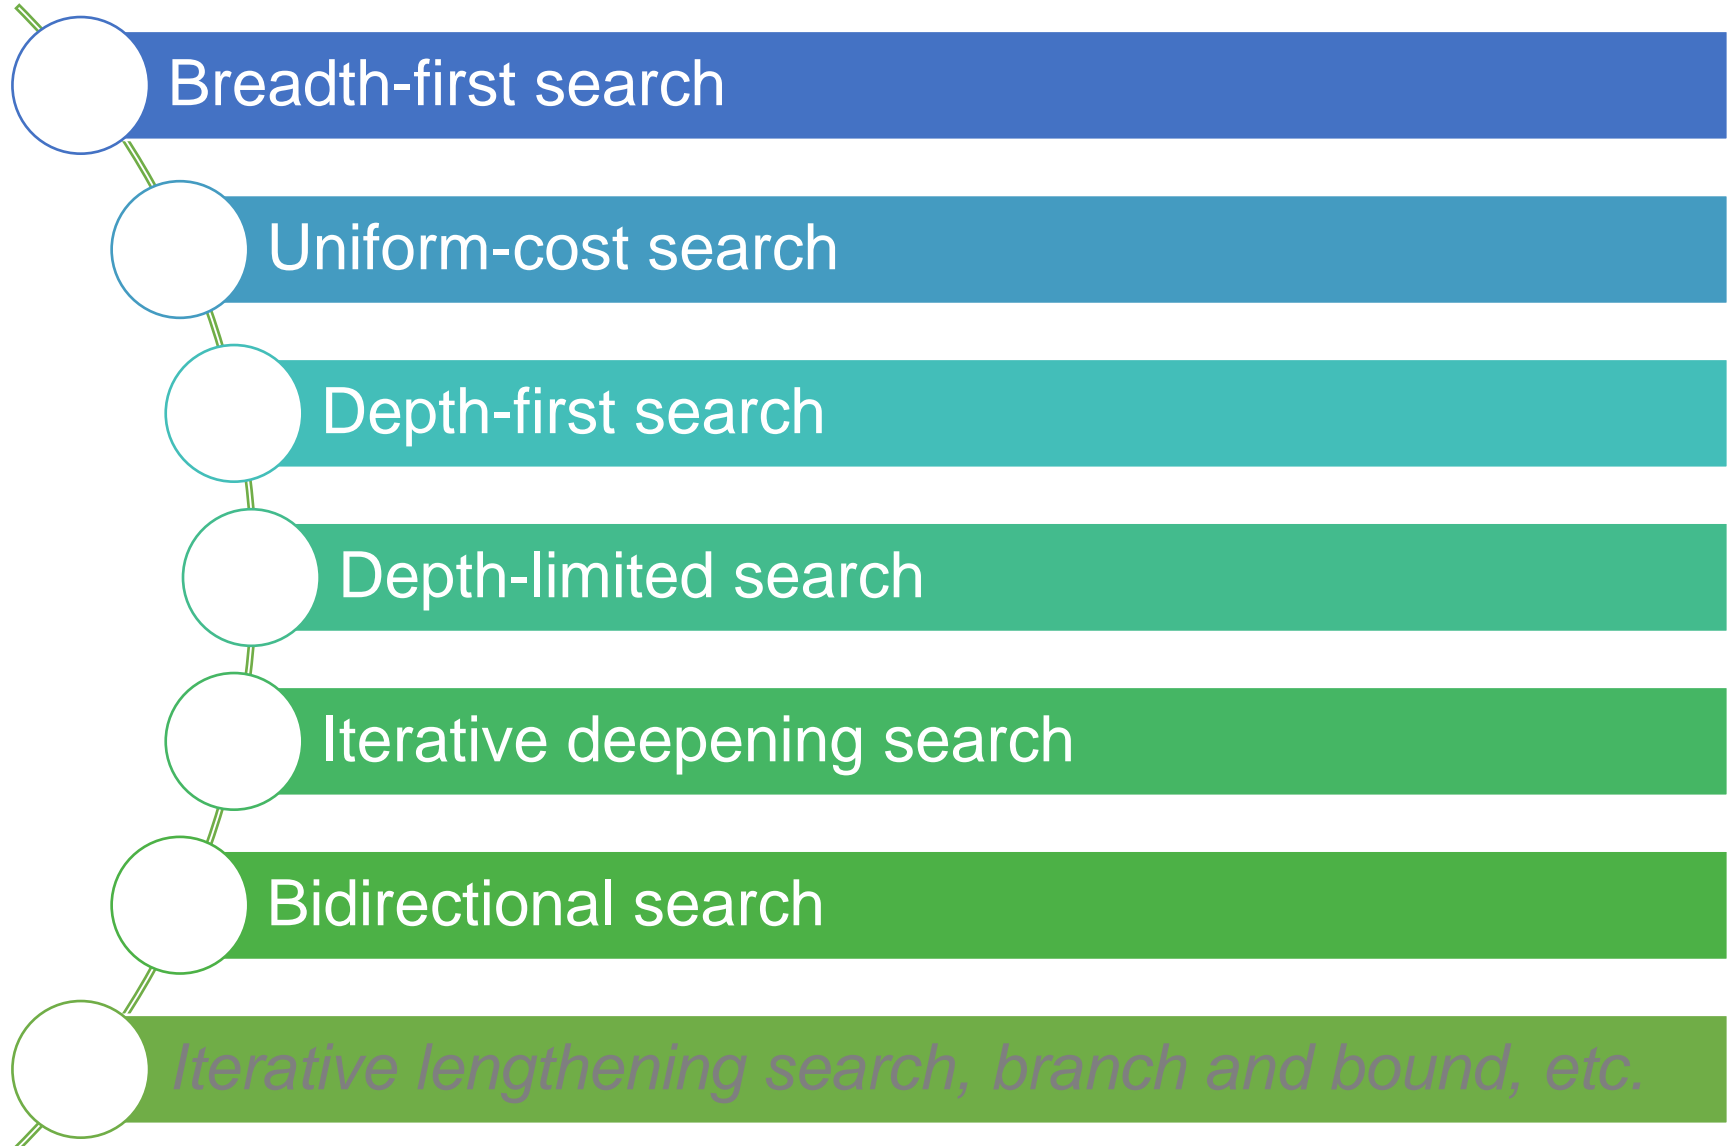 Breadth-first search
Uniform-cost search
Depth-first search
Depth-limited search
Iterative deepening search
Bidirectional search
Iterative lengthening search, branch and bound, etc.